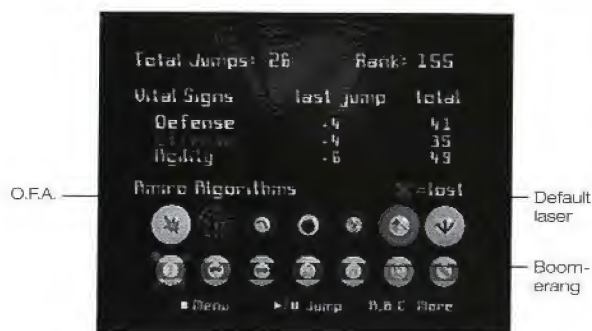 Total Jumps: 26 Rank: 155
Vital Signs last jump total
Defense -4 41
-4 35
Agility -6 49
O.F.A.
Amiro Algorithms =lost
Default
laser
Boom-
erang
Menu Jump A,B,C More